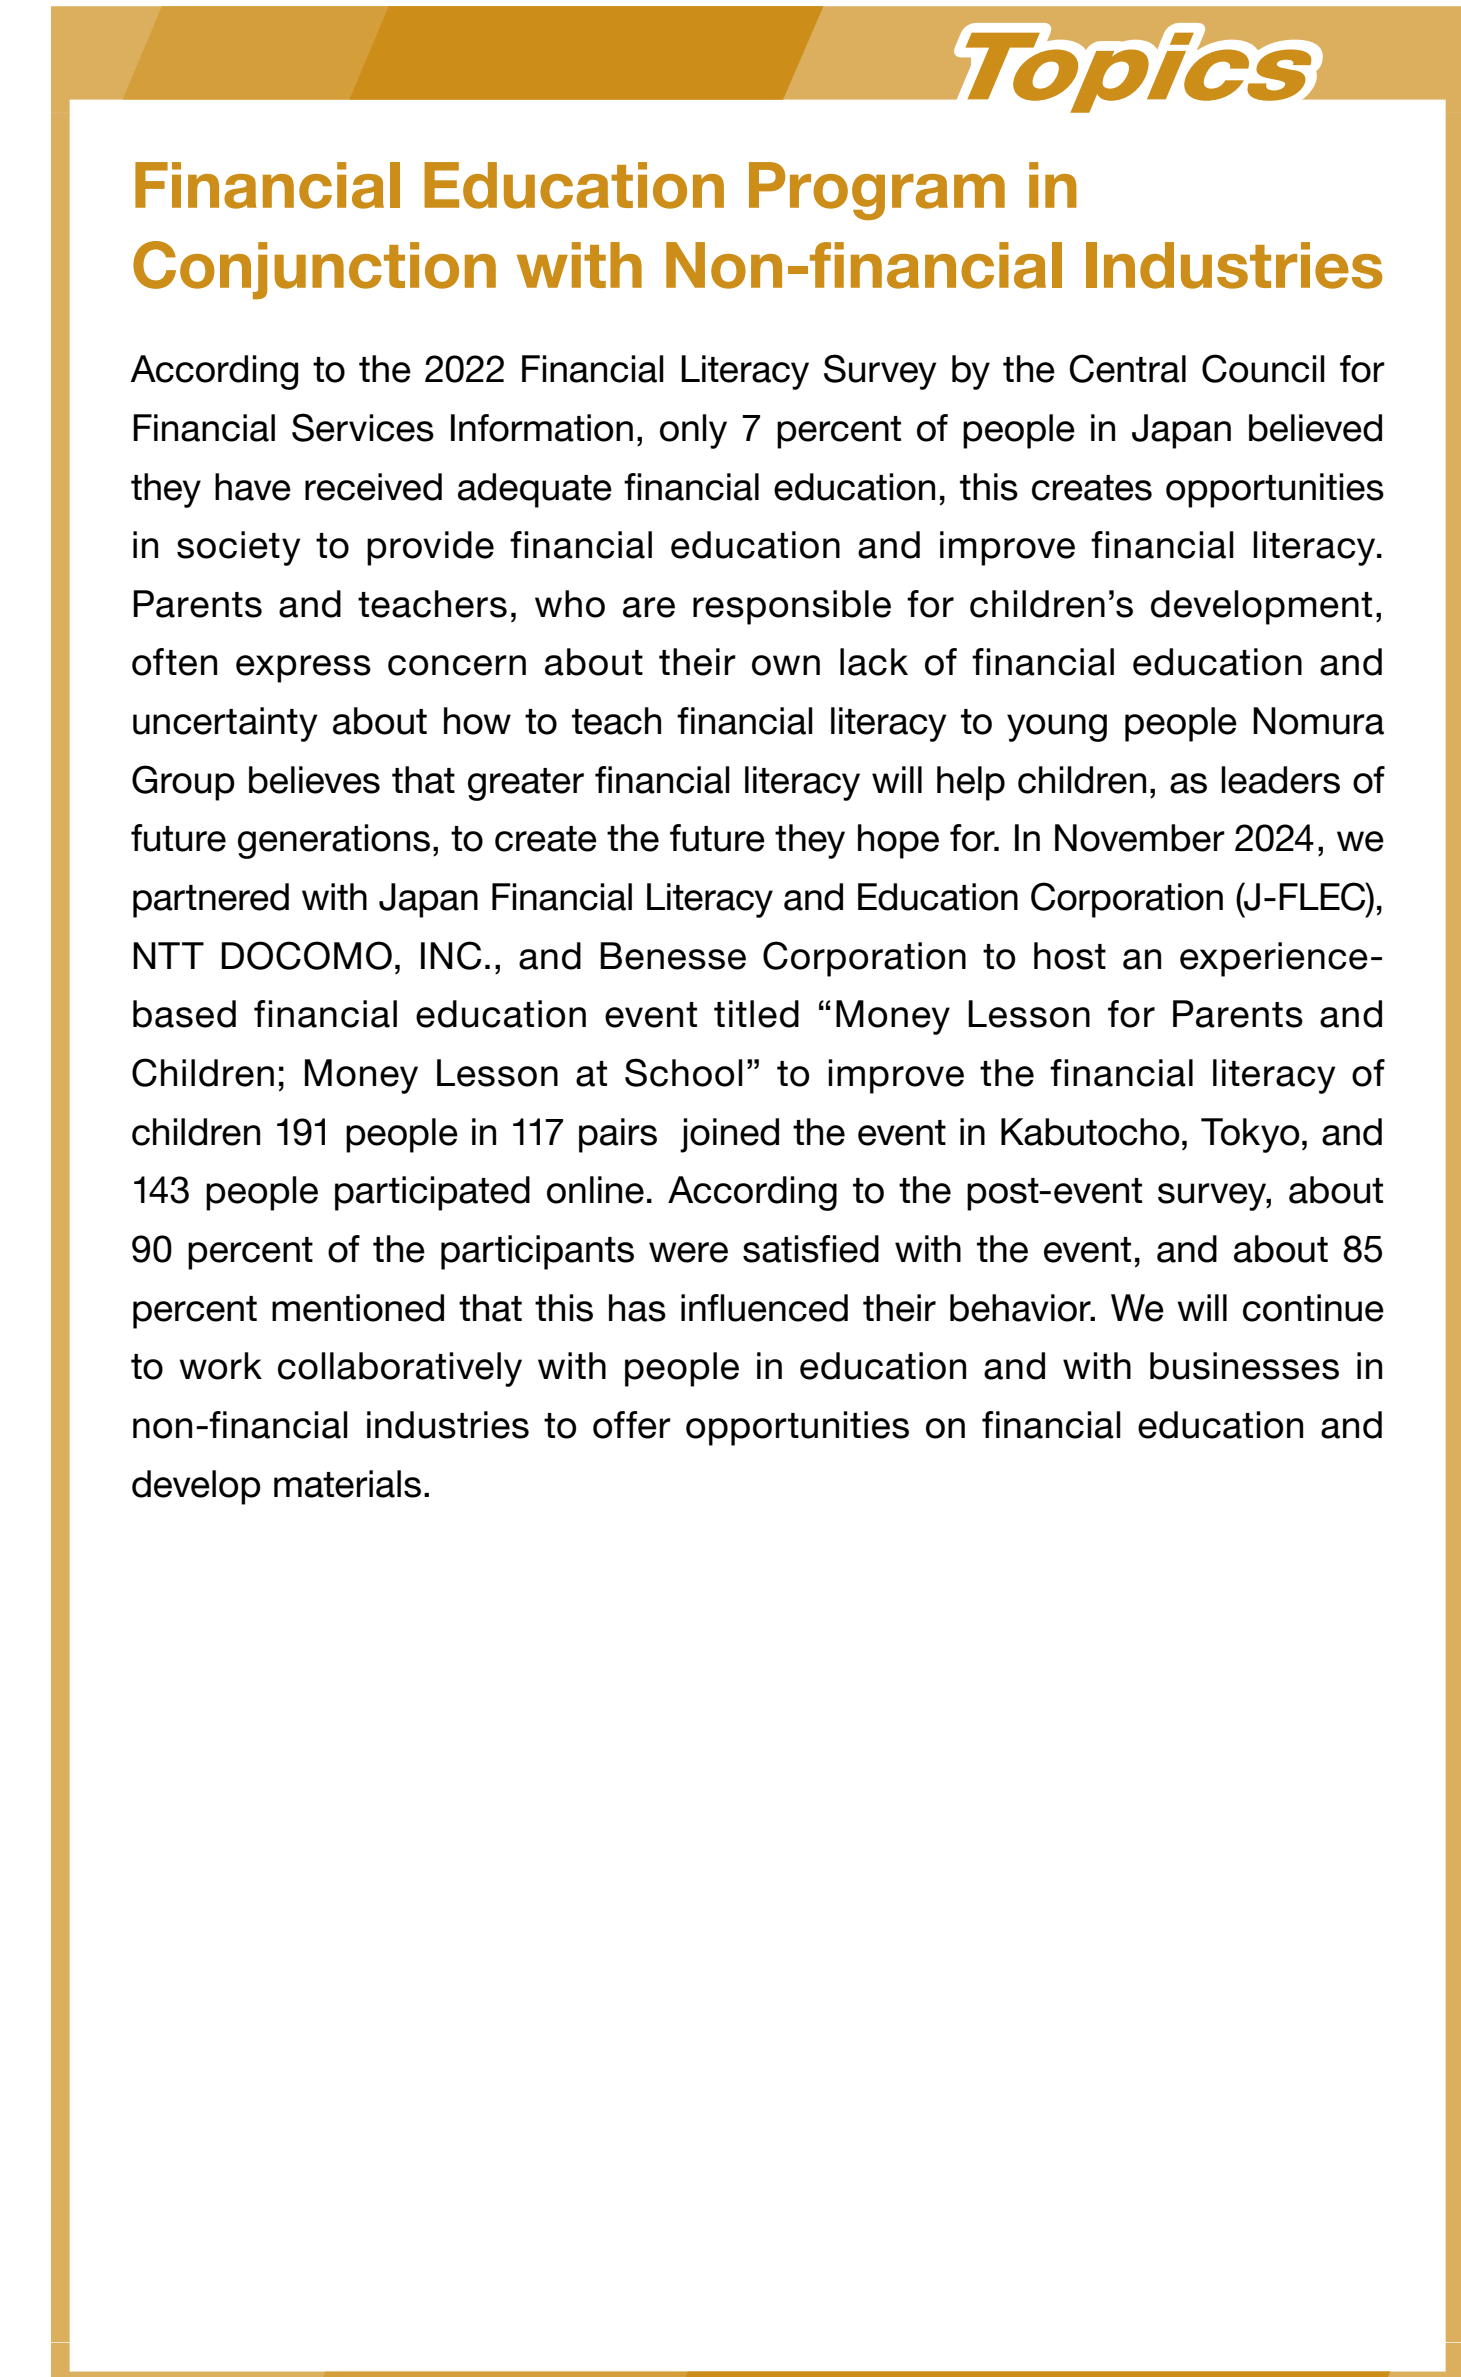 Topics
Financial Education Program in
Conjunction with Non-financial Industries
According to the 2022 Financial Literacy Survey by the Central Council for
Financial Services Information, only 7 percent of people in Japan believed
they have received adequate financial education, this creates opportunities
in society to provide financial education and improve financial literacy.
Parents and teachers, who are responsible for children’s development,
often express concern about their own lack of financial education and
uncertainty about how to teach financial literacy to young people Nomura
Group believes that greater financial literacy will help children, as leaders of
future generations, to create the future they hope for. In November 2024, we
partnered with Japan Financial Literacy and Education Corporation (J-FLEC),
NTT DOCOMO, INC., and Benesse Corporation to host an experience-
based financial education event titled “Money Lesson for Parents and
Children; Money Lesson at School” to improve the financial literacy of
children 191 people in 117 pairs  joined the event in Kabutocho, Tokyo, and
143 people participated online. According to the post-event survey, about
90 percent of the participants were satisfied with the event, and about 85
percent mentioned that this has influenced their behavior. We will continue
to work collaboratively with people in education and with businesses in
non-financial industries to offer opportunities on financial education and
develop materials.